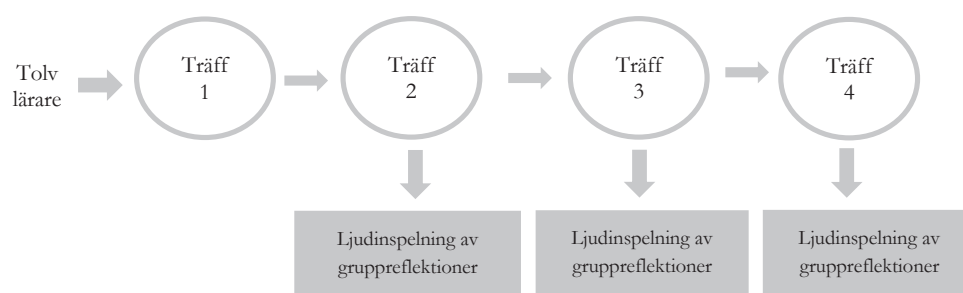 Tolv
lärare
Träff
1
Träff
2
Träff
3
Träff
4
Ljudinspelning av
gruppreflektioner
Ljudinspelning av
gruppreflektioner
Ljudinspelning av
gruppreflektioner